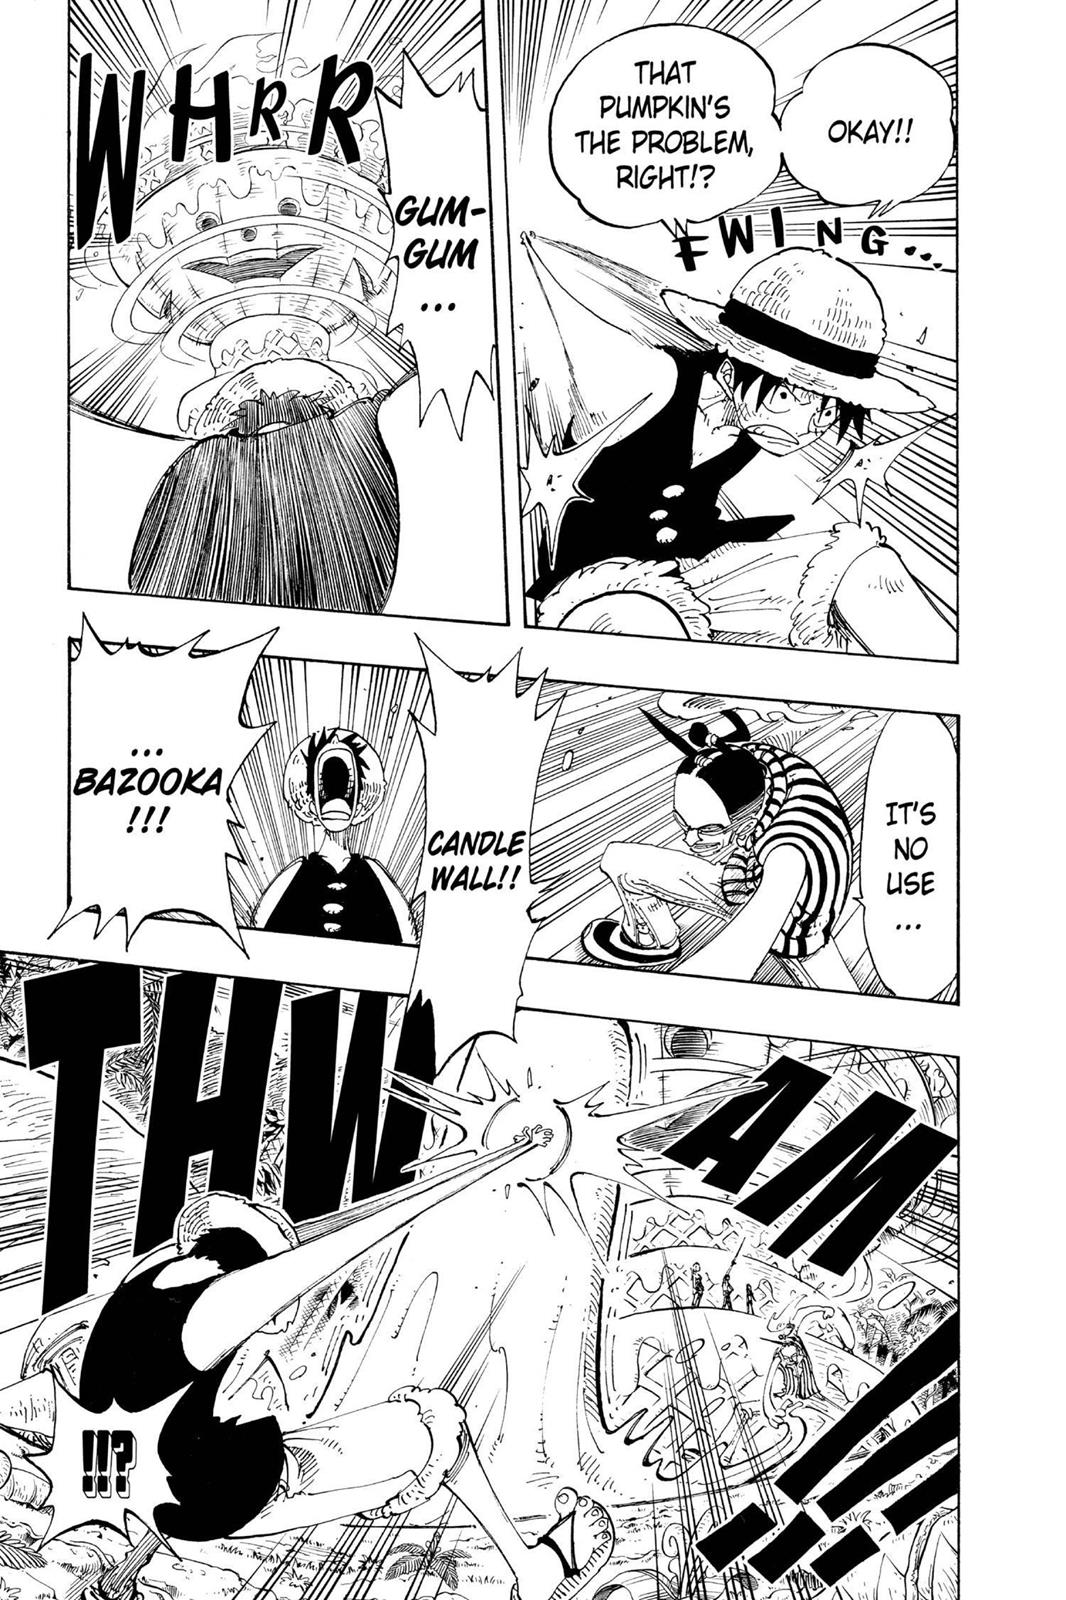 OKAY!!
THAT
PUMPKIN'S
THE PROBLEM,
RIGHT!?
FWING...
GUM-
GUM
...
WHRR
IT'S
NO
USE
...
CANDLE
WALL!!
...
BAZOOKA
!!!
THWAM!!!
!!?